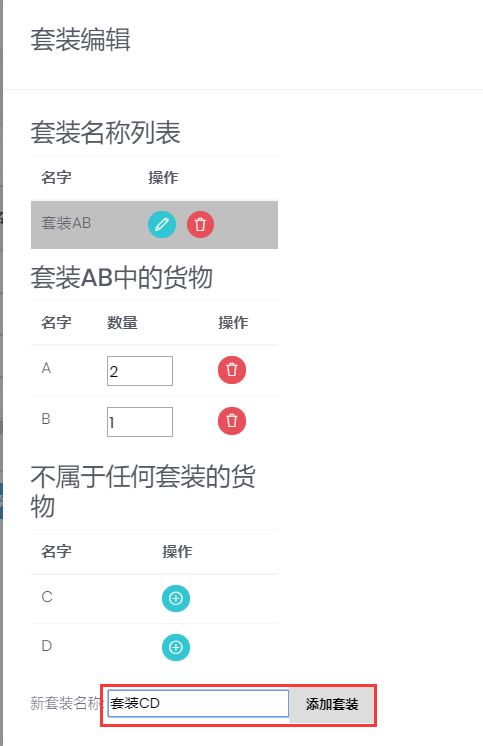 套装编辑
套装名称列表
名字 操作
套装AB
套装AB中的货物
名字 数量 操作
A 2
B 1
不属于任何套装的货
物
名字 操作
C
D
新套装名称: 套装CD 添加套装